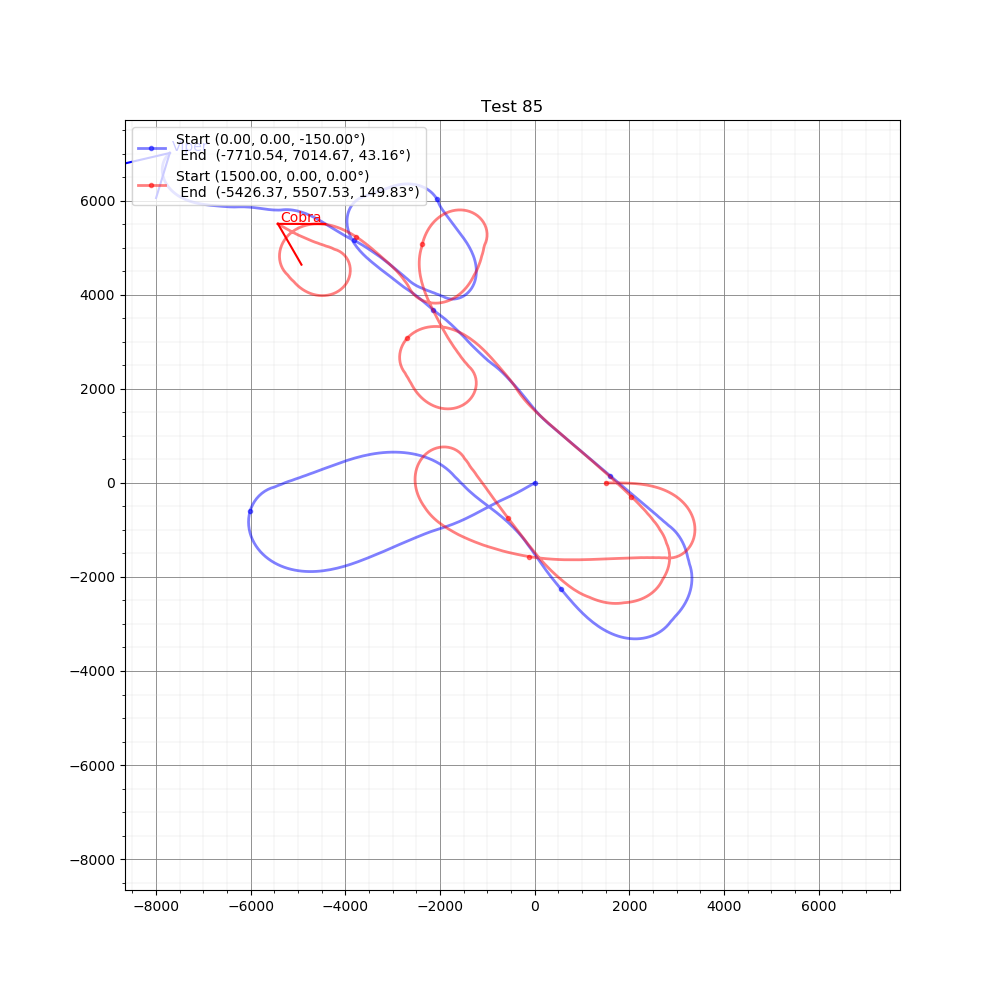 Test 85
Start (0.00, 0.00, -150.00°)
End (-7710.54, 7014.67, 43.16°)
Start (1500.00, 0.00, 0.00°)
End (-5426.37, 5507.53, 149.83°)
Cobra
6000
4000
2000
0
−2000
−4000
−6000
−8000
−8000 −6000 −4000 −2000 0 2000 4000 6000